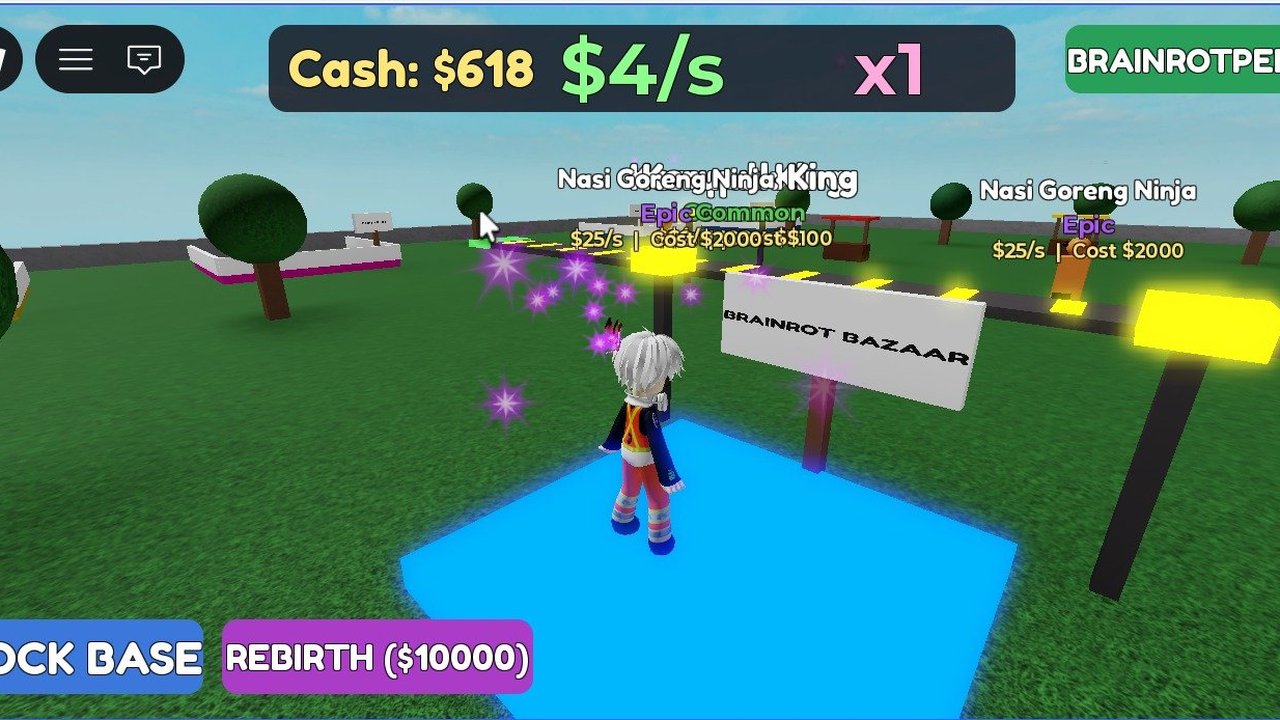 Cash: $618 $4/s x1
BRAINROTPE
Nasi Goreng Ninja
King
Epic
Common
$25/s | Cost $2000
$100
Nasi Goreng Ninja
Epic
$25/s | Cost $2000
BRAINROT BAZAAR
OCK BASE
REBIRTH ($10000)